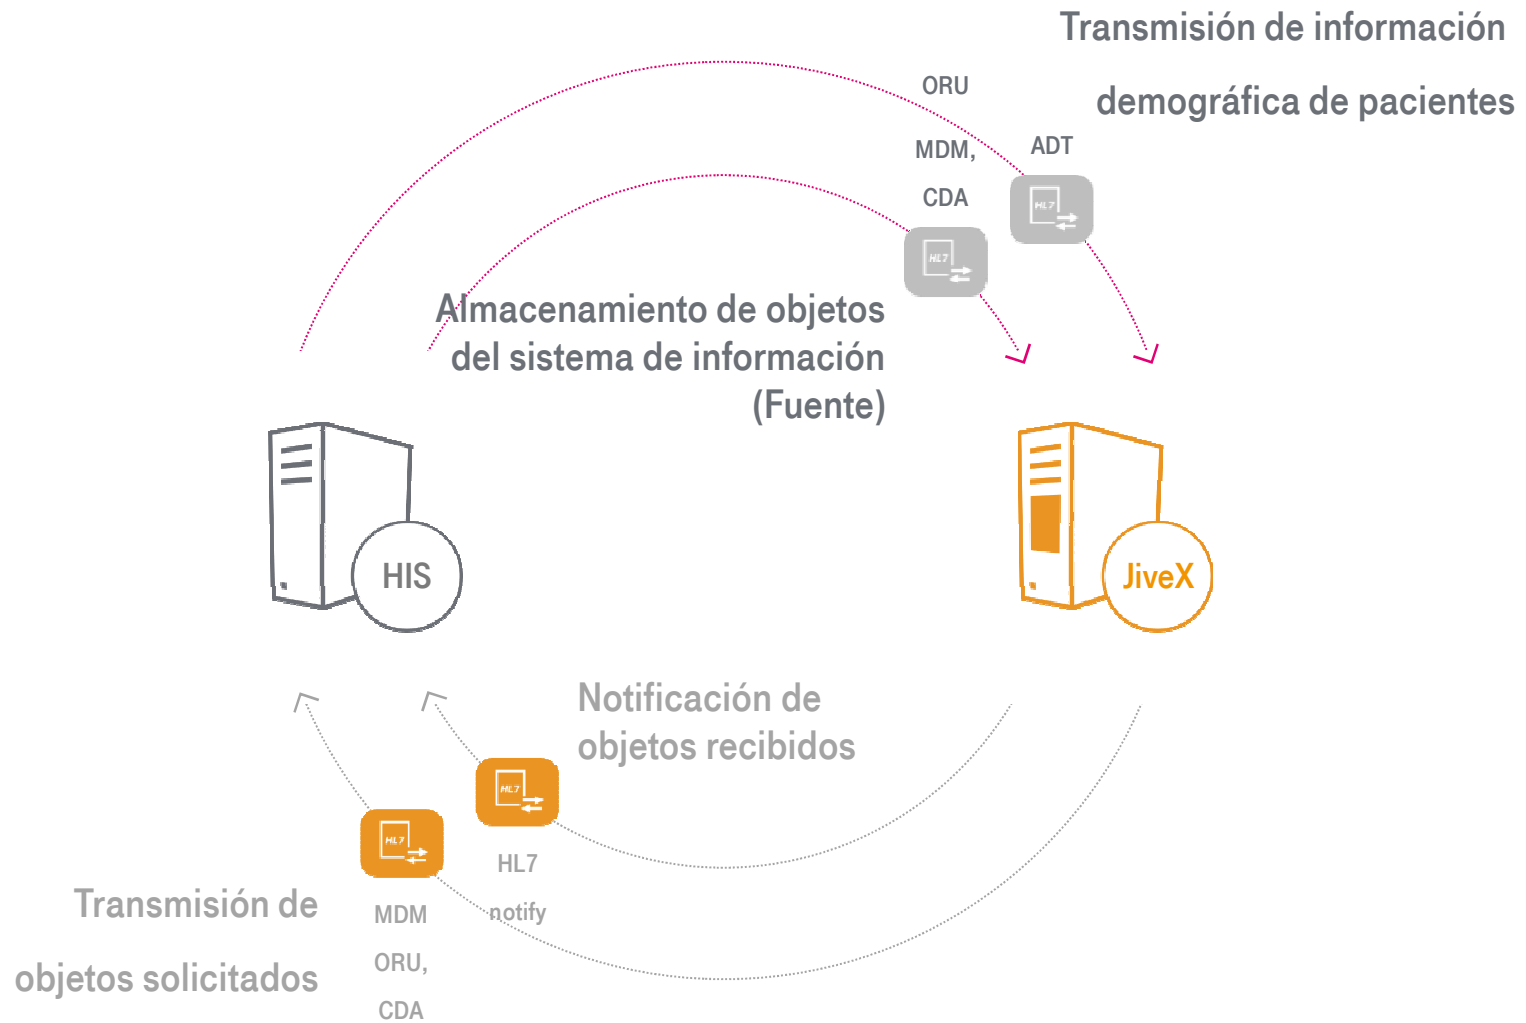 Transmisión de información
demográfica de pacientes
ORU
MDM,
CDA
ADT
HL7
HL7
Almacenamiento de objetos
del sistema de información
(Fuente)
HIS
JiveX
Notificación de
objetos recibidos
HL7
HL7
notify
HL7
Transmisión de
objetos solicitados
MDM
ORU,
CDA